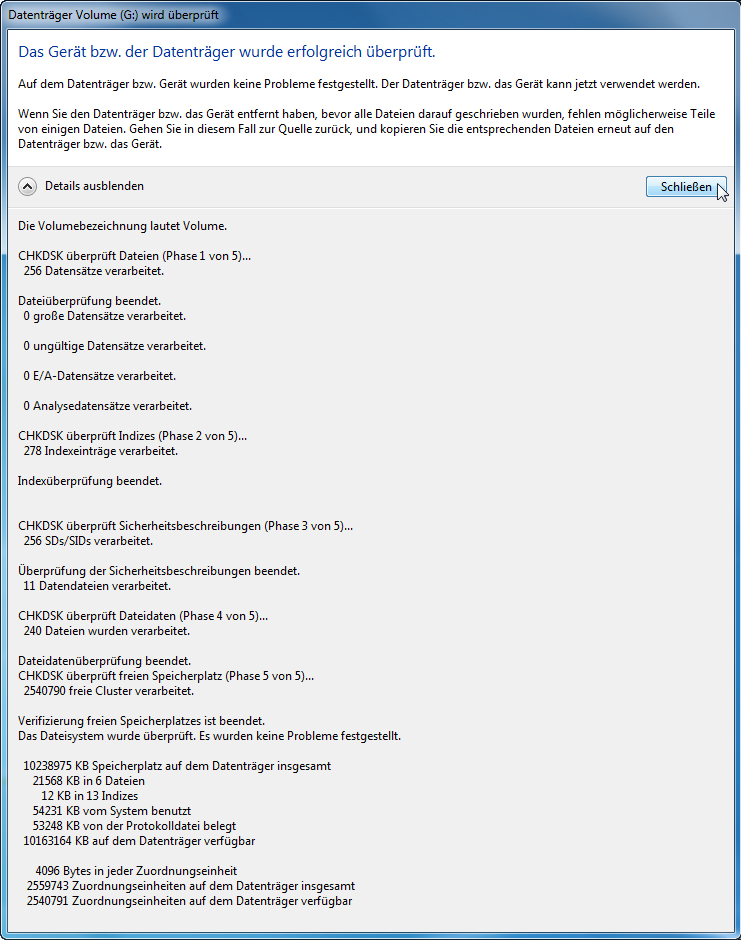 Datenträger Volume (G:) wird überprüft
Das Gerät bzw. der Datenträger wurde erfolgreich überprüft.
Auf dem Datenträger bzw. Gerät wurden keine Probleme festgestellt. Der Datenträger bzw. das Gerät kann jetzt verwendet werden.
Wenn Sie den Datenträger bzw. das Gerät entfernt haben, bevor alle Dateien darauf geschrieben wurden, fehlen möglicherweise Teile
von einigen Dateien. Gehen Sie in diesem Fall zur Quelle zurück, und kopieren Sie die entsprechenden Dateien erneut auf den
Datenträger bzw. das Gerät.
Details ausblenden
Schließen
Die Volumebezeichnung lautet Volume.
CHKDSK überprüft Dateien (Phase 1 von 5)...
256 Datensätze verarbeitet.
Dateiüberprüfung beendet.
0 große Datensätze verarbeitet.
0 ungültige Datensätze verarbeitet.
0 E/A-Datensätze verarbeitet.
0 Analysedatensätze verarbeitet.
CHKDSK überprüft Indizes (Phase 2 von 5)...
278 Indexeinträge verarbeitet.
Indexüberprüfung beendet.
CHKDSK überprüft Sicherheitsbeschreibungen (Phase 3 von 5)...
256 SDs/SIDs verarbeitet.
Überprüfung der Sicherheitsbeschreibungen beendet.
11 Datendateien verarbeitet.
CHKDSK überprüft Dateidaten (Phase 4 von 5)...
240 Dateien wurden verarbeitet.
Dateidatenüberprüfung beendet.
CHKDSK überprüft freien Speicherplatz (Phase 5 von 5)...
2540790 freie Cluster verarbeitet.
Verifizierung freien Speicherplatzes ist beendet.
Das Dateisystem wurde überprüft. Es wurden keine Probleme festgestellt.
10238975 KB Speicherplatz auf dem Datenträger insgesamt
21568 KB in 6 Dateien
12 KB in 13 Indizes
54231 KB vom System benutzt
53248 KB von der Protokolldatei belegt
10163164 KB auf dem Datenträger verfügbar
4096 Bytes in jeder Zuordnungseinheit
2559743 Zuordnungseinheiten auf dem Datenträger insgesamt
2540791 Zuordnungseinheiten auf dem Datenträger verfügbar